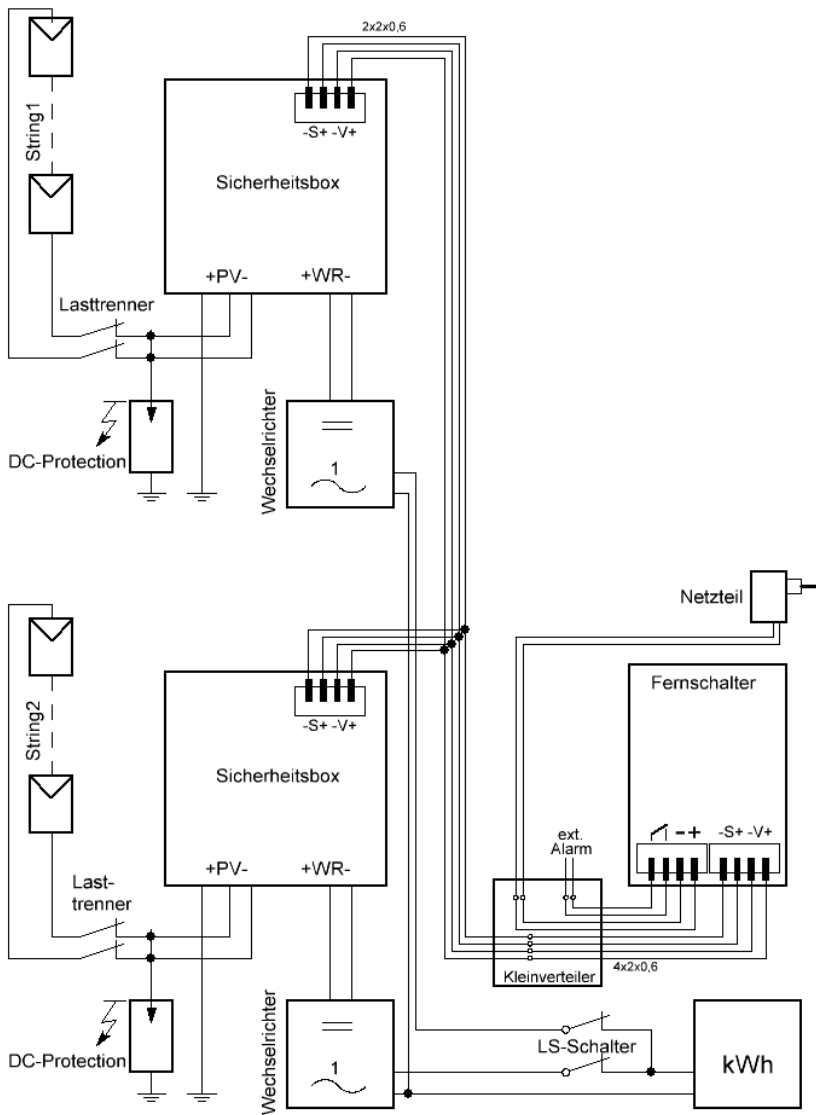 2x2x0,6
String1
-S+ -V+
Sicherheitsbox
+PV- +WR-
Lasttrenner
DC-Protection
Wechselrichter
1
Netzteil
Fernschalter
String2
-S+ -V+
Sicherheitsbox
-+ -S+ -V+
ext.
Alarm
+PV- +WR-
Last-
trenner
4x2x0,6
Kleinverteiler
DC-Protection
Wechselrichter
1
LS-Schalter
kWh